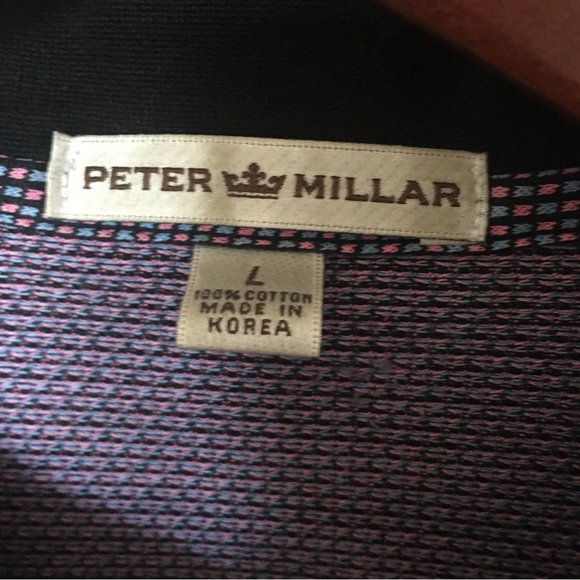 PETER MILLAR
L
100% COTTON
MADE IN
KOREA